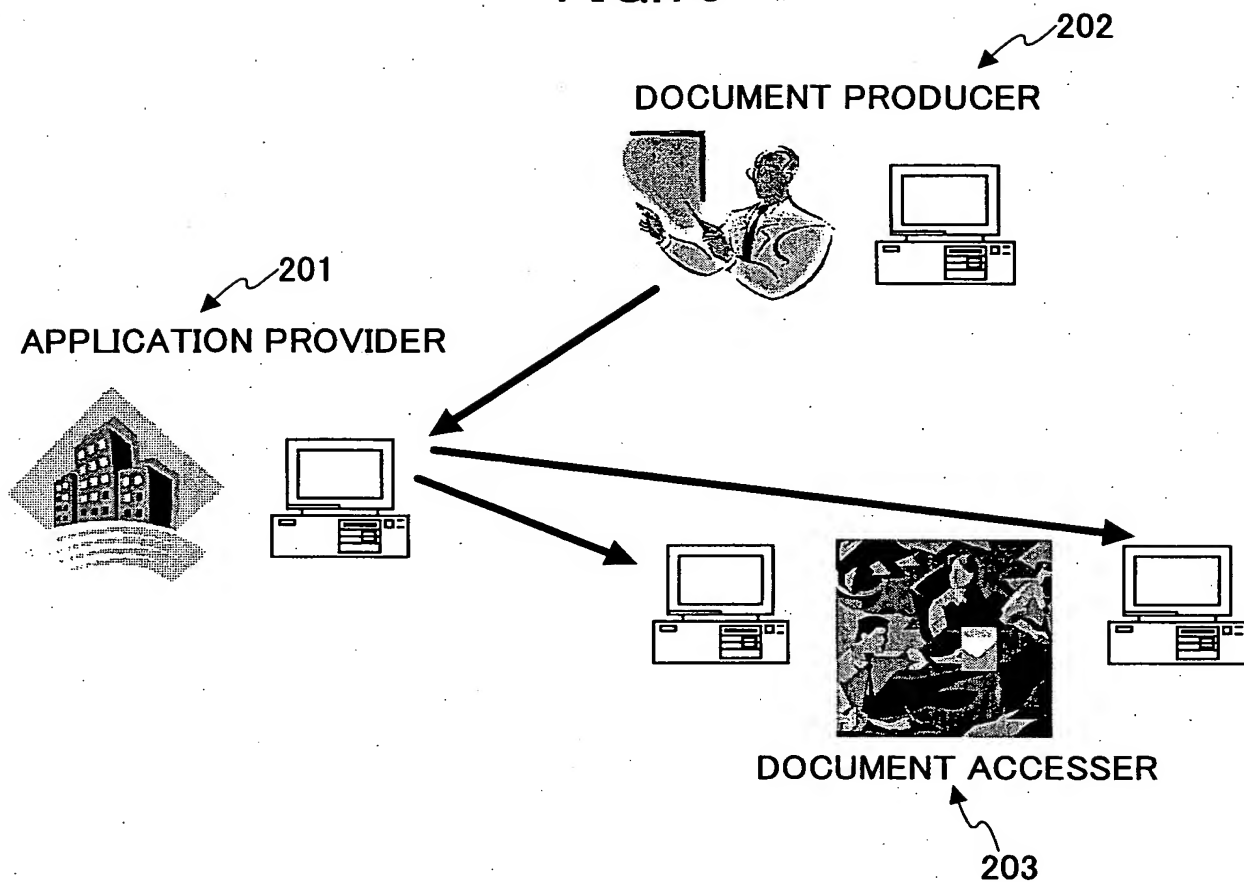 202
DOCUMENT PRODUCER
201
APPLICATION PROVIDER
DOCUMENT ACCESSER
203